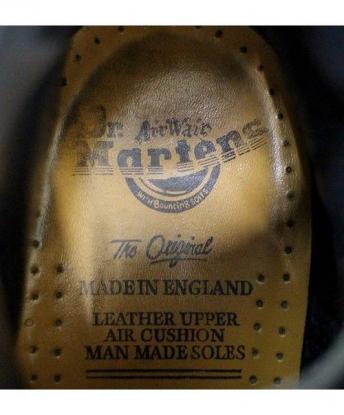 Dr. AirWair
Martens
With Bouncing SOLES
The Original
MADE IN ENGLAND
LEATHER UPPER
AIR CUSHION
MAN MADE SOLES